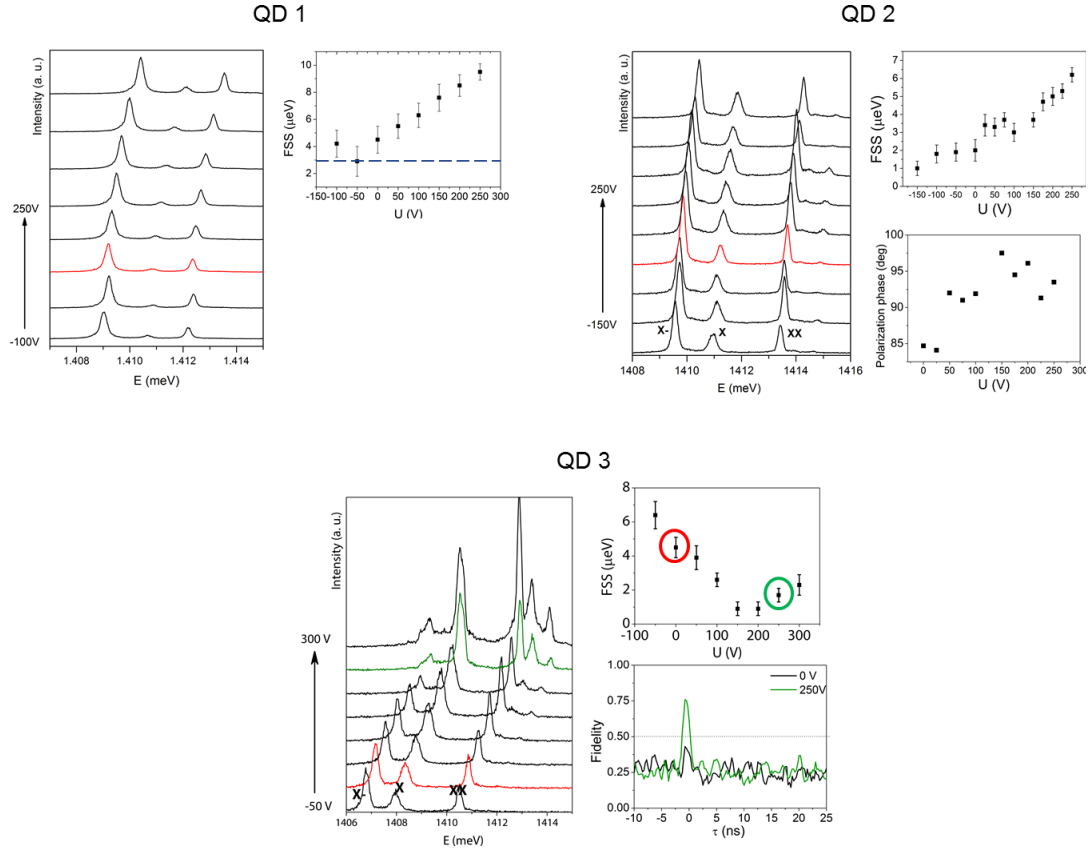 QD 1
Intensity (a. u.)
250V
-100V
1.408 1.410 1.412 1.414
E (meV)
FSS (µeV)
10
8
6
4
2
-150 -100 -50 0 50 100 150 200 250 300
U (V)
QD 2
Intensity (a. u.)
250V
-150V
X- X XX
1408 1410 1412 1414 1416
E (meV)
FSS (µeV)
7
6
5
4
3
2
1
0
-150 -100 -50 0 50 100 150 200 250
U (V)
Polarization phase (deg)
100
95
90
85
0 50 100 150 200 250 300
U (V)
QD 3
Intensity (a. u.)
300 V
-50 V
X- X XX
1406 1408 1410 1412 1414
E (meV)
FSS (µeV)
8
6
4
2
0
-100 0 100 200 300
U (V)
Fidelity
1.00
0.75
0.50
0.25
0.00
0 V
250V
-10 -5 0 5 10 15 20 25
τ (ns)